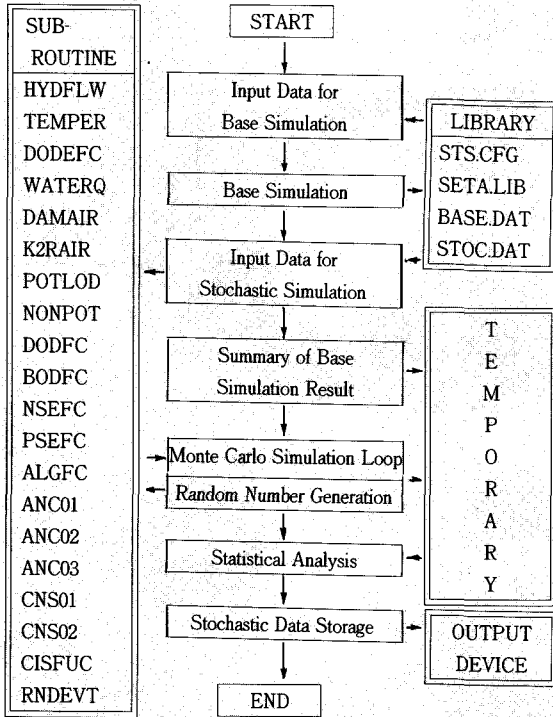 SUB-
ROUTINE
HYDFLW
TEMPER
DODEFC
WATERQ
DAMAIR
K2RAIR
POTLOD
NONPOT
DODFC
BODFC
NSEFC
PSEFC
ALGFC
ANC01
ANC02
ANC03
CNS01
CNS02
CISFUC
RNDEVT
START
Input Data for
Base Simulation
Base Simulation
Input Data for
Stochastic Simulation
Summary of Base
Simulation Result
Monte Carlo Simulation Loop
Random Number Generation
Statistical Analysis
Stochastic Data Storage
END
LIBRARY
STS.CFG
SETA.LIB
BASE.DAT
STOC.DAT
T
E
M
P
O
R
A
R
Y
OUTPUT
DEVICE